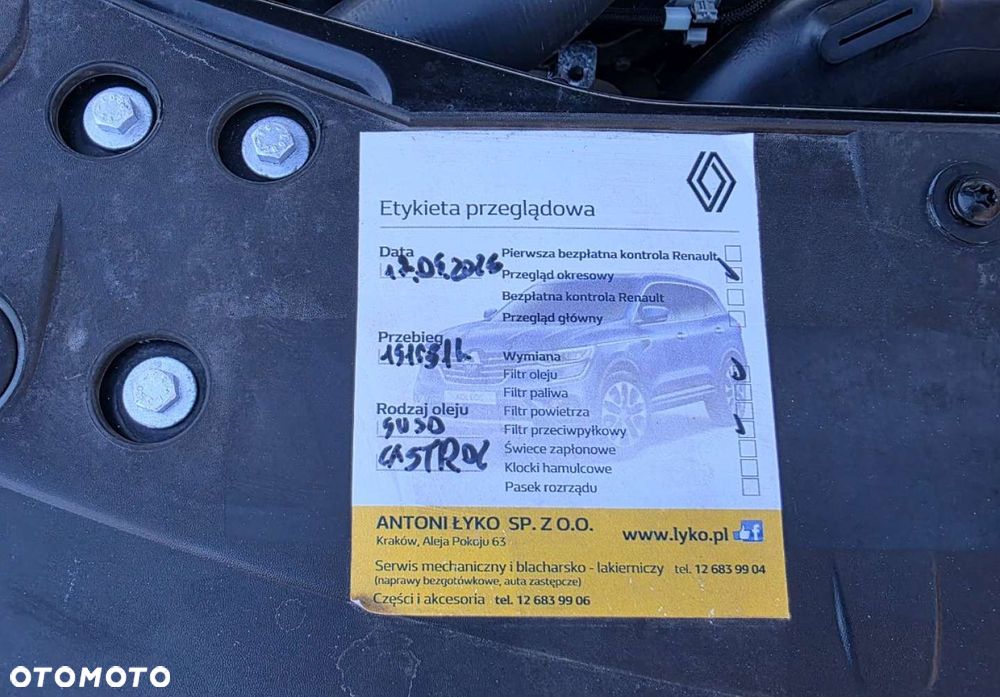 Etykieta przeglądowa
Data
Pierwsza bezpłatna kontrola Renault
Przegląd okresowy
Bezpłatna kontrola Renault
Przegląd główny
Przebieg
Wymiana
Filtr oleju
Filtr paliwa
Rodzaj oleju
Filtr powietrza
Filtr przeciwpyłkowy
CASTROL
Świece zapłonowe
Klocki hamulcowe
Pasek rozrządu
ANTONI ŁYKO SP. Z O.O.
Kraków, Aleja Pokoju 63
www.lyko.pl
Serwis mechaniczny i blacharsko - lakierniczy tel. 12 683 99 04
(naprawy bezgotówkowe, auta zastępcze)
Części i akcesoria tel. 12 683 99 06
OTOMOTO